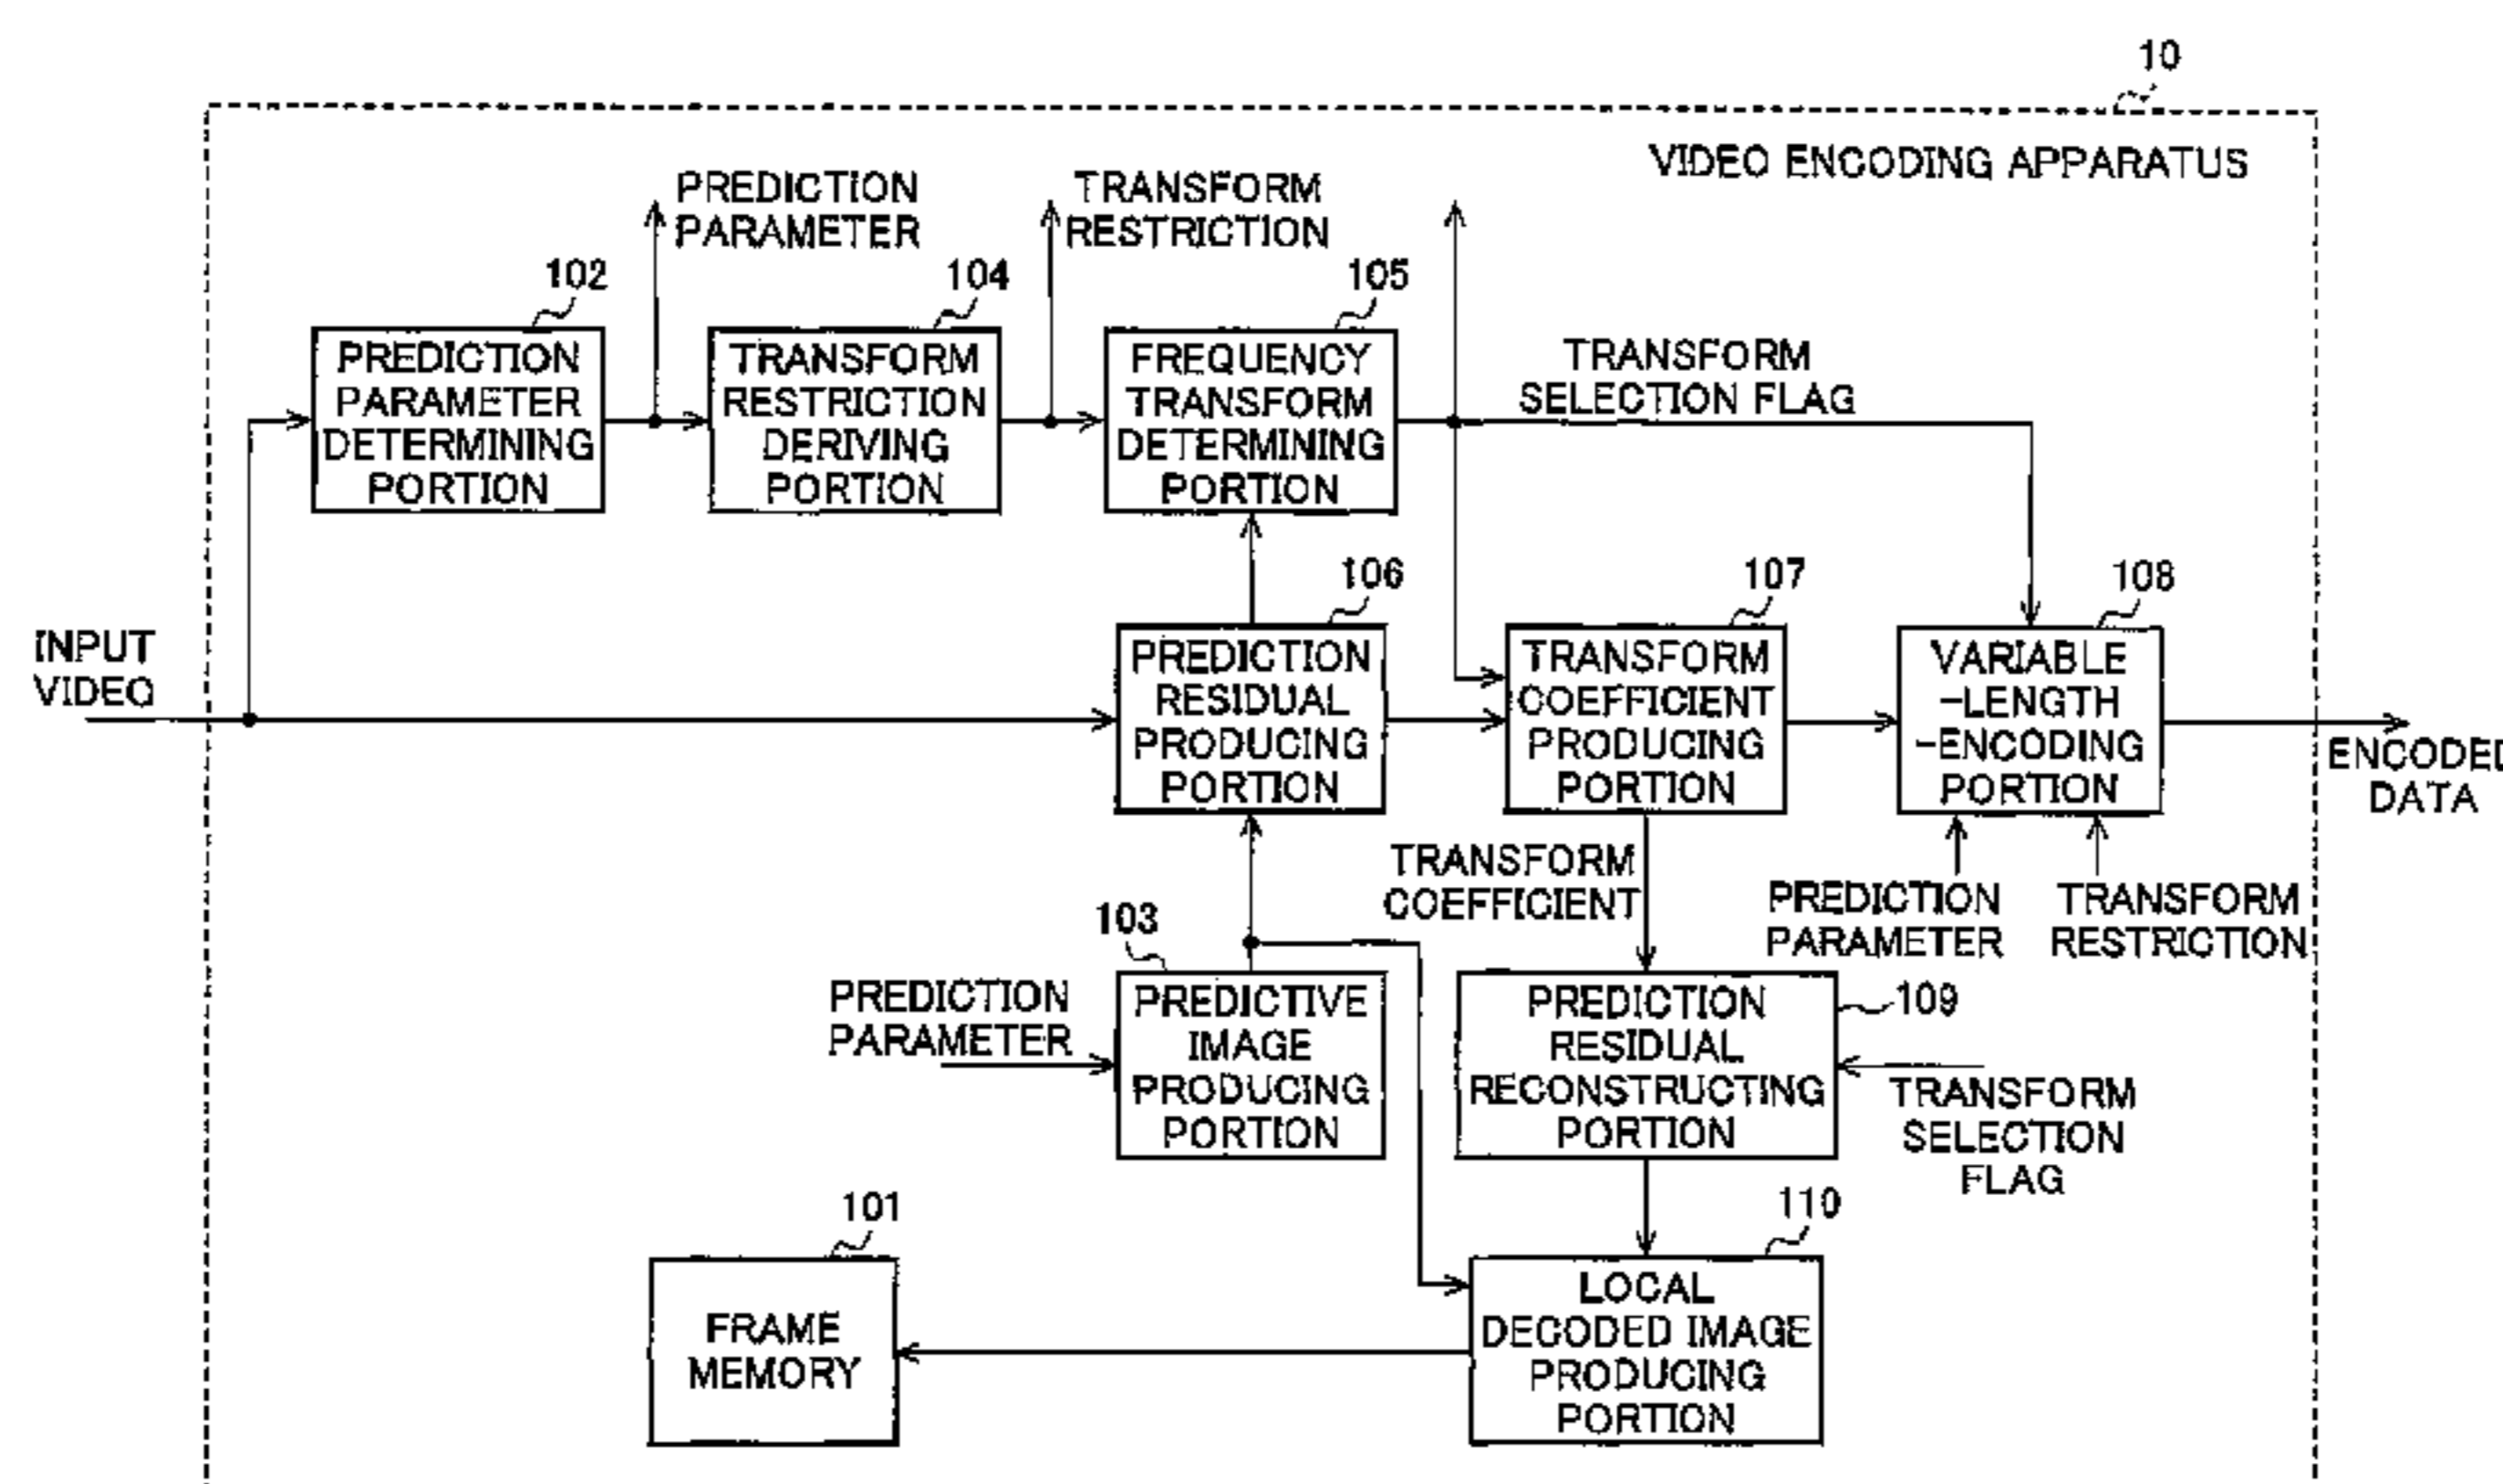 10
VIDEO ENCODING APPARATUS
PREDICTION
PARAMETER
TRANSFORM
RESTRICTION
102
104
105
PREDICTION
PARAMETER
DETERMINING
PORTION
TRANSFORM
RESTRICTION
DERIVING
PORTION
FREQUENCY
TRANSFORM
DETERMINING
PORTION
TRANSFORM
SELECTION FLAG
106
107
108
INPUT
VIDEO
PREDICTION
RESIDUAL
PRODUCING
PORTION
TRANSFORM
COEFFICIENT
PRODUCING
PORTION
VARIABLE
-LENGTH
-ENCODING
PORTION
ENCODED
DATA
TRANSFORM
COEFFICIENT
PREDICTION
PARAMETER
TRANSFORM
RESTRICTION
103
PREDICTION
PARAMETER
PREDICTIVE
IMAGE
PRODUCING
PORTION
PREDICTION
RESIDUAL
RECONSTRUCTING
PORTION
109
TRANSFORM
SELECTION
FLAG
101
110
FRAME
MEMORY
LOCAL
DECODED IMAGE
PRODUCING
PORTION